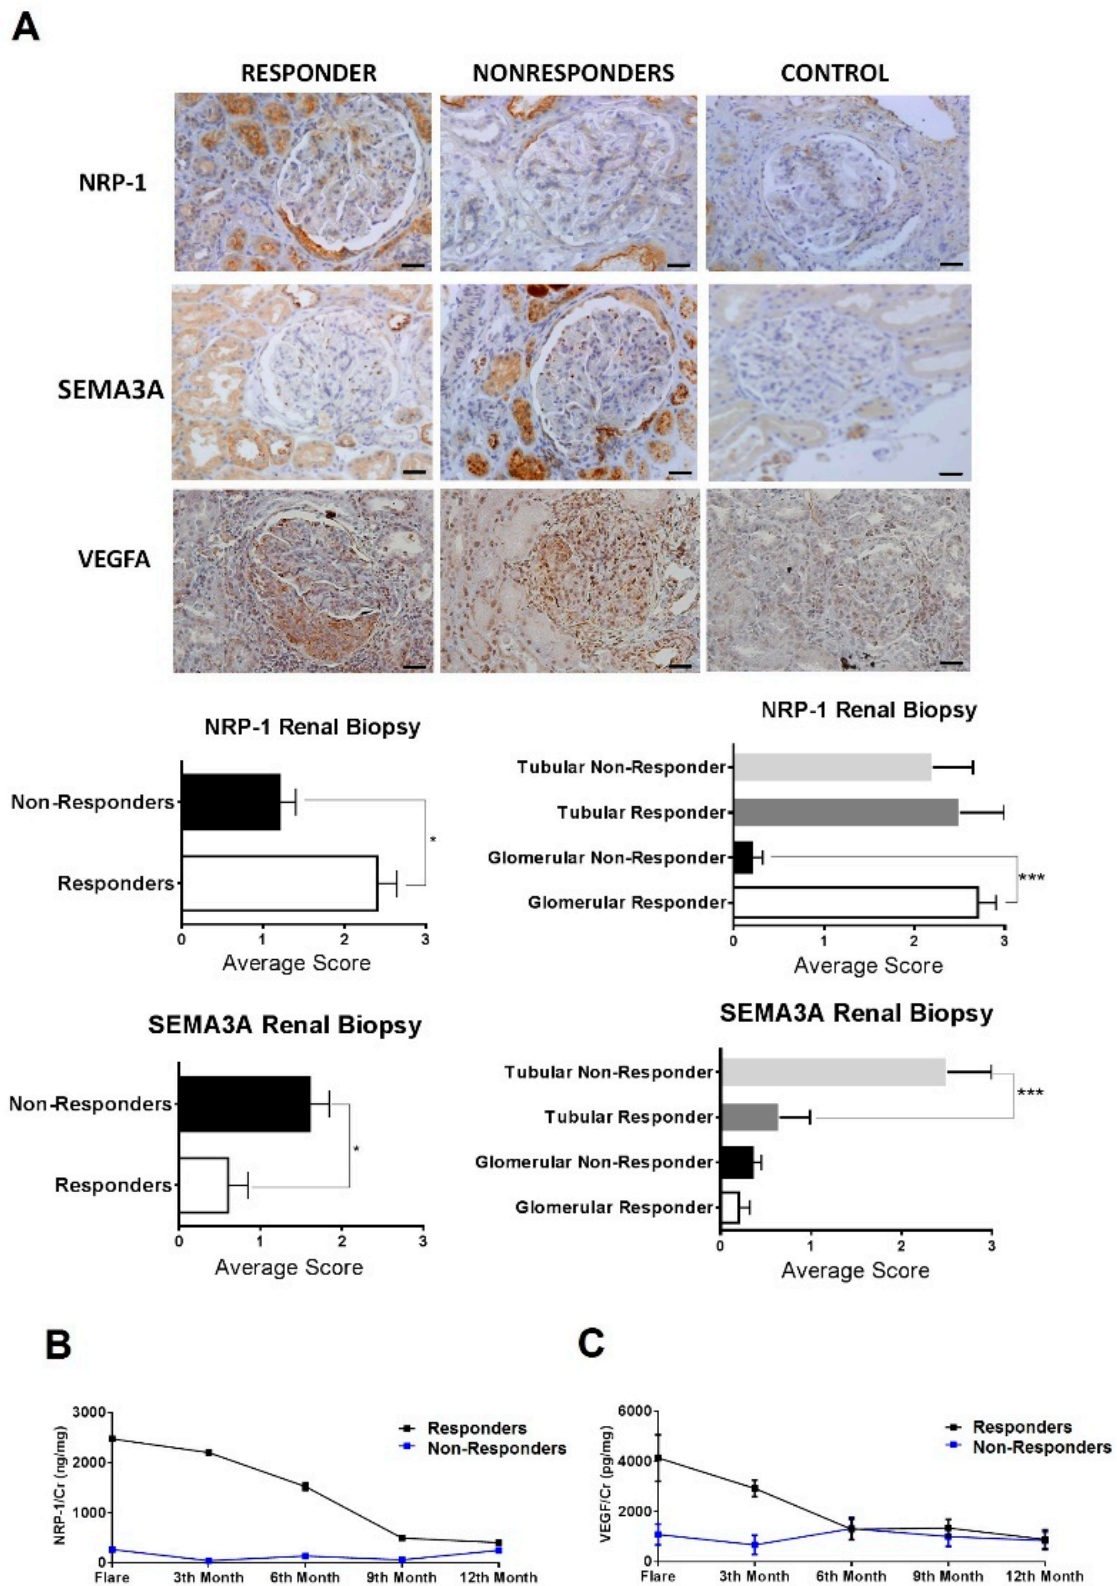 A
RESPONDER NONRESPONDERS CONTROL
NRP-1
SEMA3A
VEGFA
NRP-1 Renal Biopsy
Non-Responders
Responders
*
0 1 2 3
Average Score
NRP-1 Renal Biopsy
Tubular Non-Responder
Tubular Responder
Glomerular Non-Responder
Glomerular Responder
***
0 1 2 3
Average Score
SEMA3A Renal Biopsy
Non-Responders
Responders
*
0 1 2 3
Average Score
SEMA3A Renal Biopsy
Tubular Non-Responder
Tubular Responder
Glomerular Non-Responder
Glomerular Responder
***
0 1 2 3
Average Score
B
NRP-1/Cr (ng/mg)
3000
2000
1000
0
Responders
Non-Responders
Flare 3th Month 6th Month 9th Month 12th Month
C
VEGF/Cr (pg/mg)
6000
4000
2000
0
Responders
Non-Responders
Flare 3th Month 6th Month 9th Month 12th Month